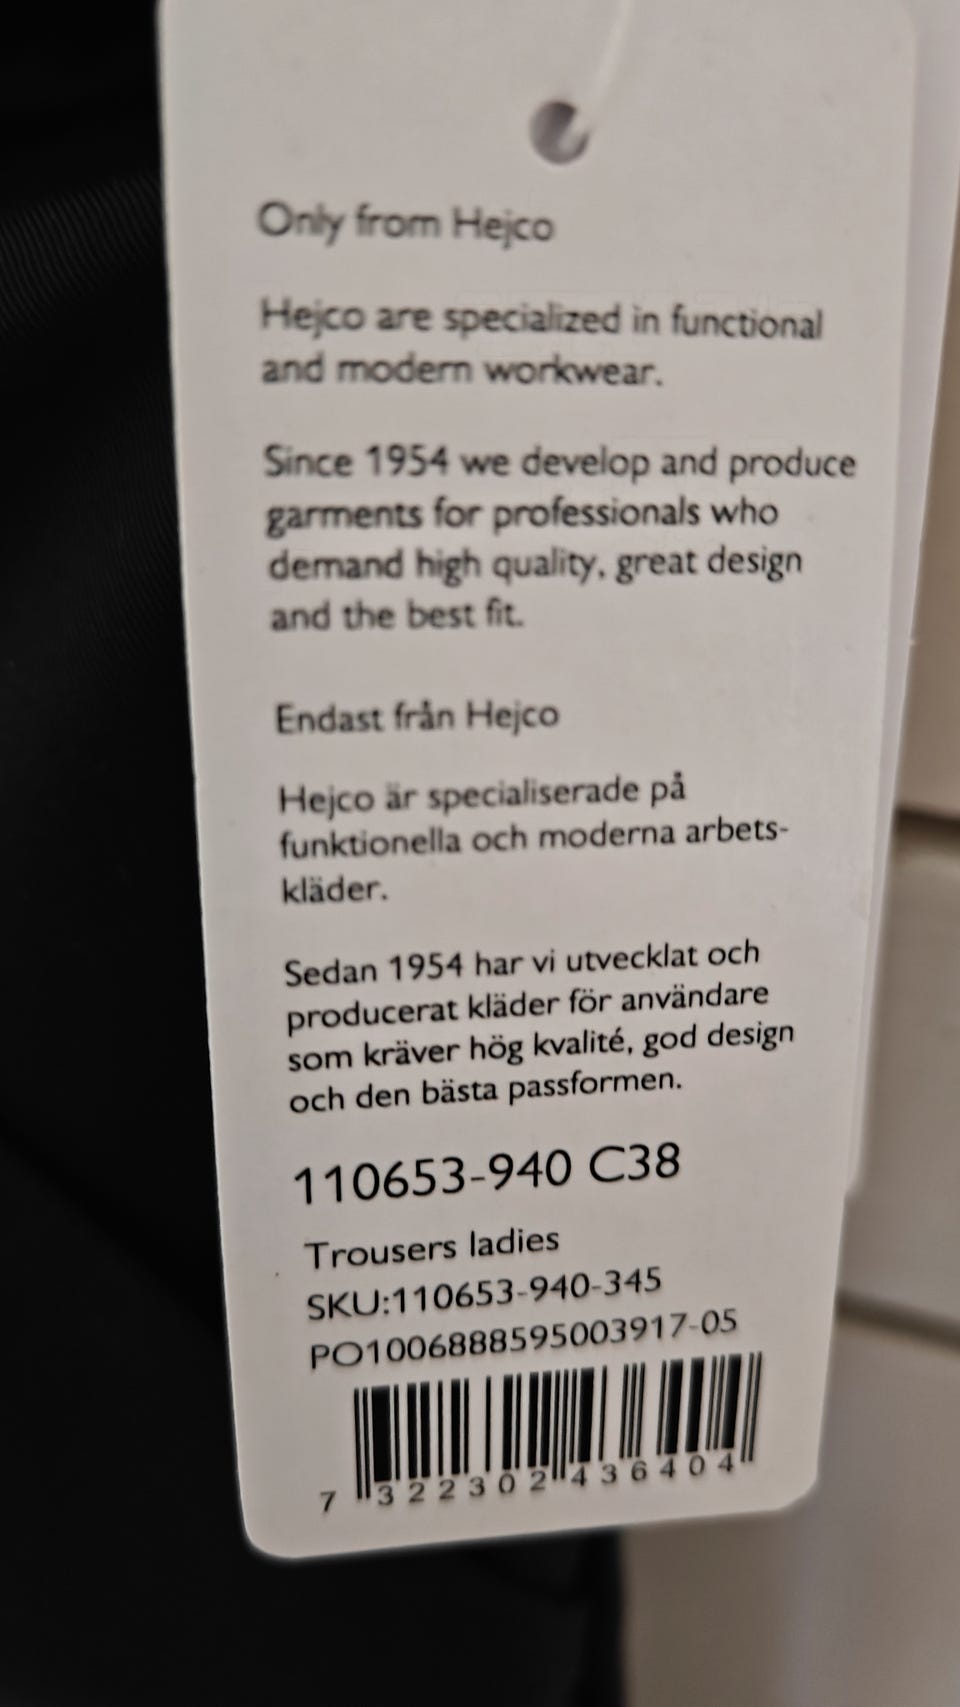 Only from Hejco
Hejco are specialized in functional
and modern workwear.
Since 1954 we develop and produce
garments for professionals who
demand high quality, great design
and the best fit.
Endast från Hejco
Hejco är specialiserade på
funktionella och moderna arbets-
kläder.
Sedan 1954 har vi utvecklat och
producerat kläder för användare
som kräver hög kvalité, god design
och den bästa passformen.
110653-940 C38
Trousers ladies
SKU:110653-940-345
PO1006888595003917-05
7 322302 436404